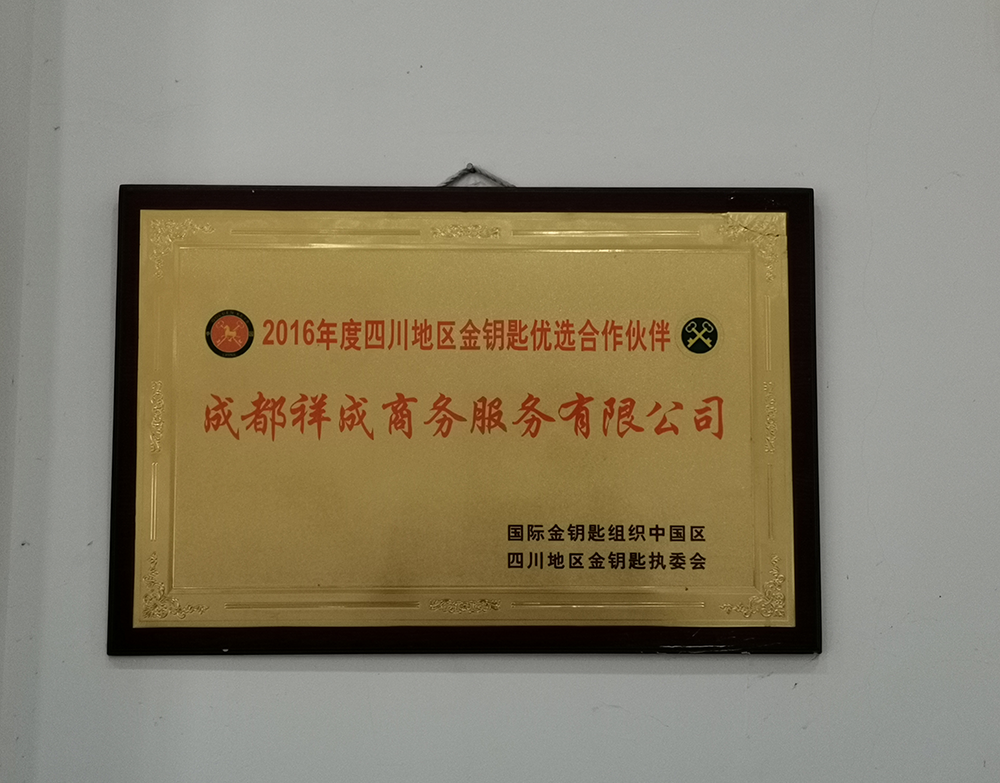 2016年度四川地区金钥匙优选合作伙伴
成都祥成商务服务有限公司
国际金钥匙组织中国区
四川地区金钥匙执委会